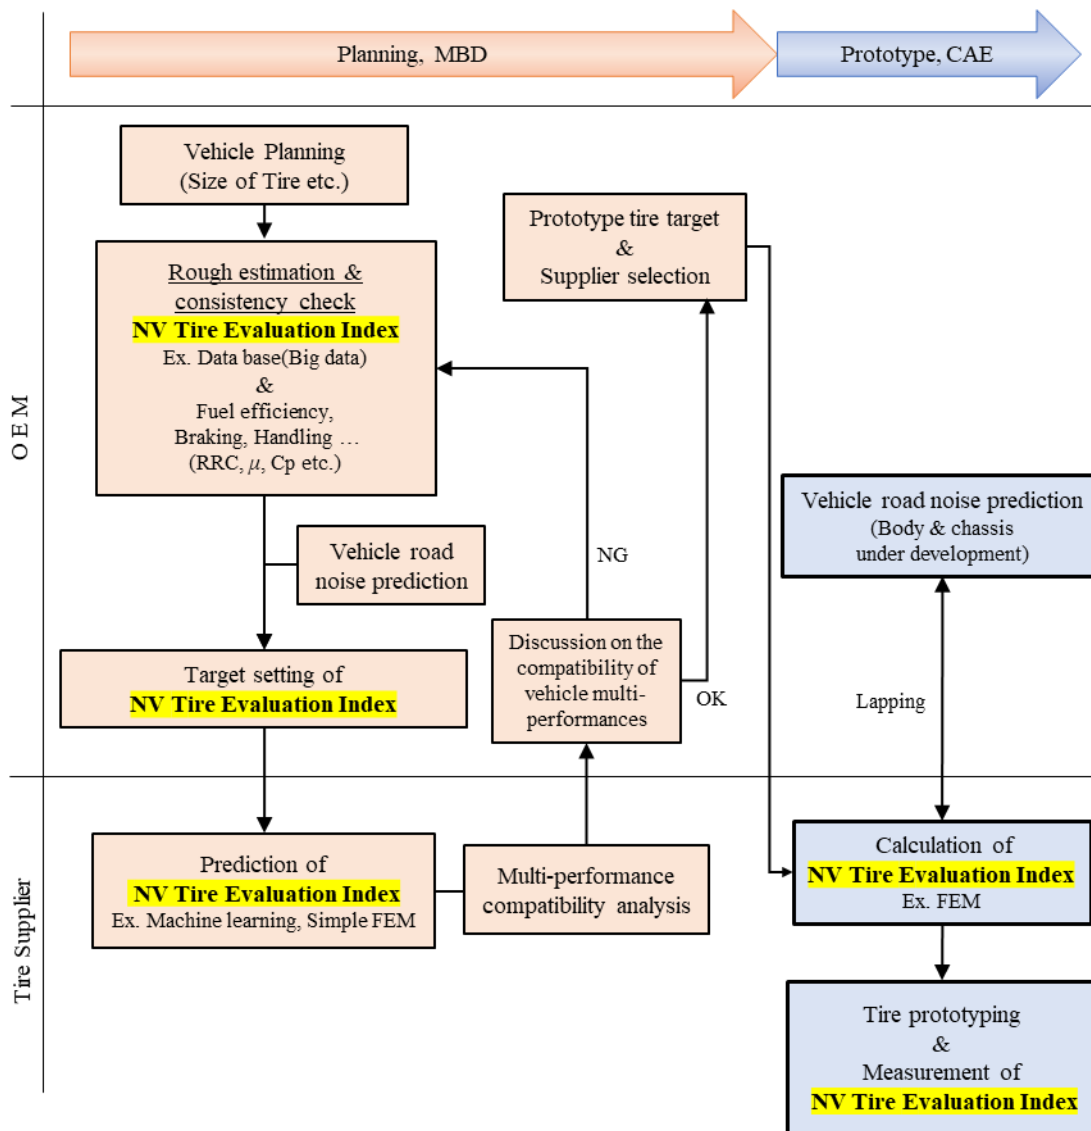 Planning, MBD
Prototype, CAE
OEM
Vehicle Planning
(Size of Tire etc.)
Rough estimation &
consistency check
NV Tire Evaluation Index
Ex. Data base(Big data)
&
Fuel efficiency,
Braking, Handling …
(RRC, μ, Cp etc.)
Vehicle road
noise prediction
Target setting of
NV Tire Evaluation Index
Prototype tire target
&
Supplier selection
NG
Discussion on the
compatibility of
vehicle multi-
performances
OK
Vehicle road noise prediction
(Body & chassis
under development)
Lapping
Tire Supplier
Prediction of
NV Tire Evaluation Index
Ex. Machine learning, Simple FEM
Multi-performance
compatibility analysis
Calculation of
NV Tire Evaluation Index
Ex. FEM
Tire prototyping
&
Measurement of
NV Tire Evaluation Index